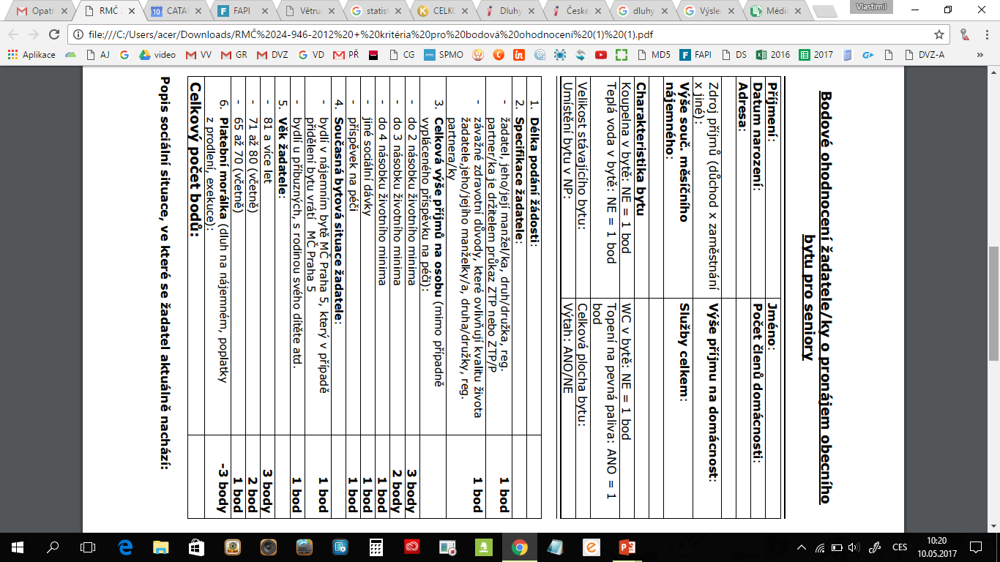 Vlastimil
Opatř
RMČ
CATA
FAPI
Větrus
statist
CELKO
Dluhy
České
dluhy
Výsle
Média
file:///C:/Users/acer/Downloads/RMČ%2024-946-2012%20+%20kritéria%20pro%20bodová%20ohodnocení%20(1)%20(1).pdf
Aplikace AJ video VV GR DVZ VD PŘ CG SPMO MD5 FAPI DS 2016 2017 DVZ-A
Bodové ohodnocení žadatele/ky o pronájem obecního
bytu pro seniory
Příjmení: Jméno:
Datum narození: Počet členů domácnosti:
Adresa:
Zdroj příjmů (důchod x zaměstnání
x jiné): Výše příjmu na domácnost:
Výše souč. měsíčního
nájemného: Služby celkem:
Charakteristika bytu
Koupelna v bytě: NE = 1 bod WC v bytě: NE = 1 bod
Teplá voda v bytě: NE = 1 bod Topení na pevná paliva: ANO = 1
bod
Velikost stávajícího bytu: Celková plocha bytu:
Umístění bytu v NP: Výtah: ANO/NE
1. Délka podání žádosti:
2. Specifikace žadatele:
- žadatel, jeho/její manžel/ka, druh/družka, reg.
partner/ka je držitelem průkaz ZTP nebo ZTP/P 1 bod
- závažné zdravotní důvody, které ovlivňují kvalitu života
žadatele,jeho/jejího manželky/a, druha/družky, reg.
partnera/ky 1 bod
3. Celková výše příjmů na osobu (mimo případně
vypláceného příspěvku na péči):
- do 2 násobku životního minima 3 body
- do 3 násobku životního minima 2 body
- do 4 násobku životního minima 1 bod
- jiné sociální dávky 1 bod
- příspěvek na péči 1 bod
4. Současná bytová situace žadatele:
- bydlí v nájemním bytě MČ Praha 5, který v případě
přidělení bytu vrátí MČ Praha 5 1 bod
- bydlí u příbuzných, s rodinou svého dítěte atd. 1 bod
5. Věk žadatele:
- 81 a více let 3 body
- 71 až 80 (včetně) 2 bod
- 65 až 70 (včetně) 1 bod
6. Platební morálka (dluh na nájemném, poplatky
z prodlení, exekuce): -3 body
Celkový počet bodů:
Popis sociální situace, ve které se žadatel aktuálně nachází:
CES
10:20
10.05.2017